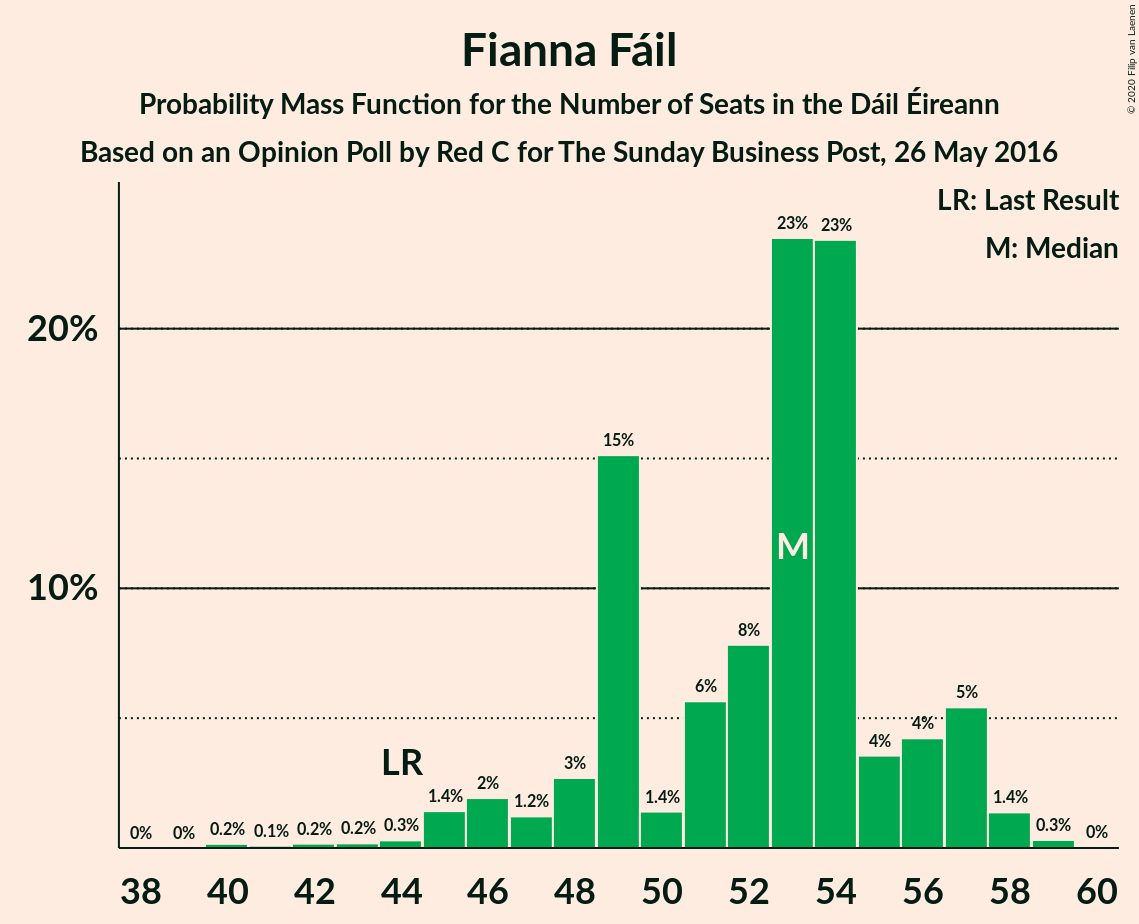 Fianna Fáil
Probability Mass Function for the Number of Seats in the Dáil Éireann
Based on an Opinion Poll by Red C for The Sunday Business Post, 26 May 2016
© 2020 Filip van Laenen
LR: Last Result
M: Median
20%
10%
0% 0% 0.2% 0.1% 0.2% 0.2% 0.3% 1.4% 2% 1.2% 3% 15% 1.4% 6% 8% 23% 23% 4% 4% 5% 1.4% 0.3% 0%
LR
M
38 40 42 44 46 48 50 52 54 56 58 60